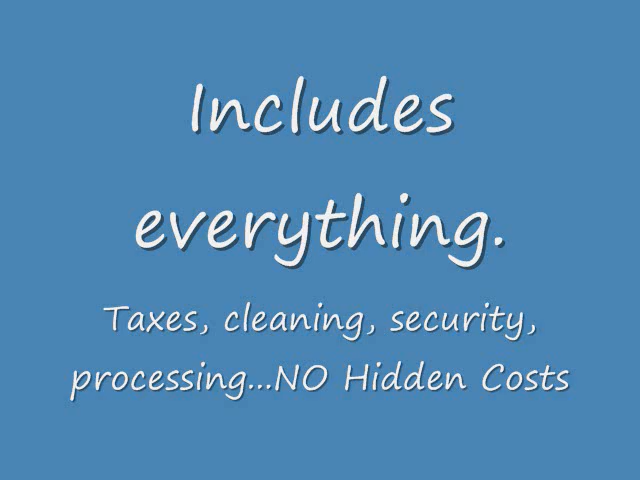 Includes
everything.
Taxes, cleaning, security,
processing...NO Hidden Costs